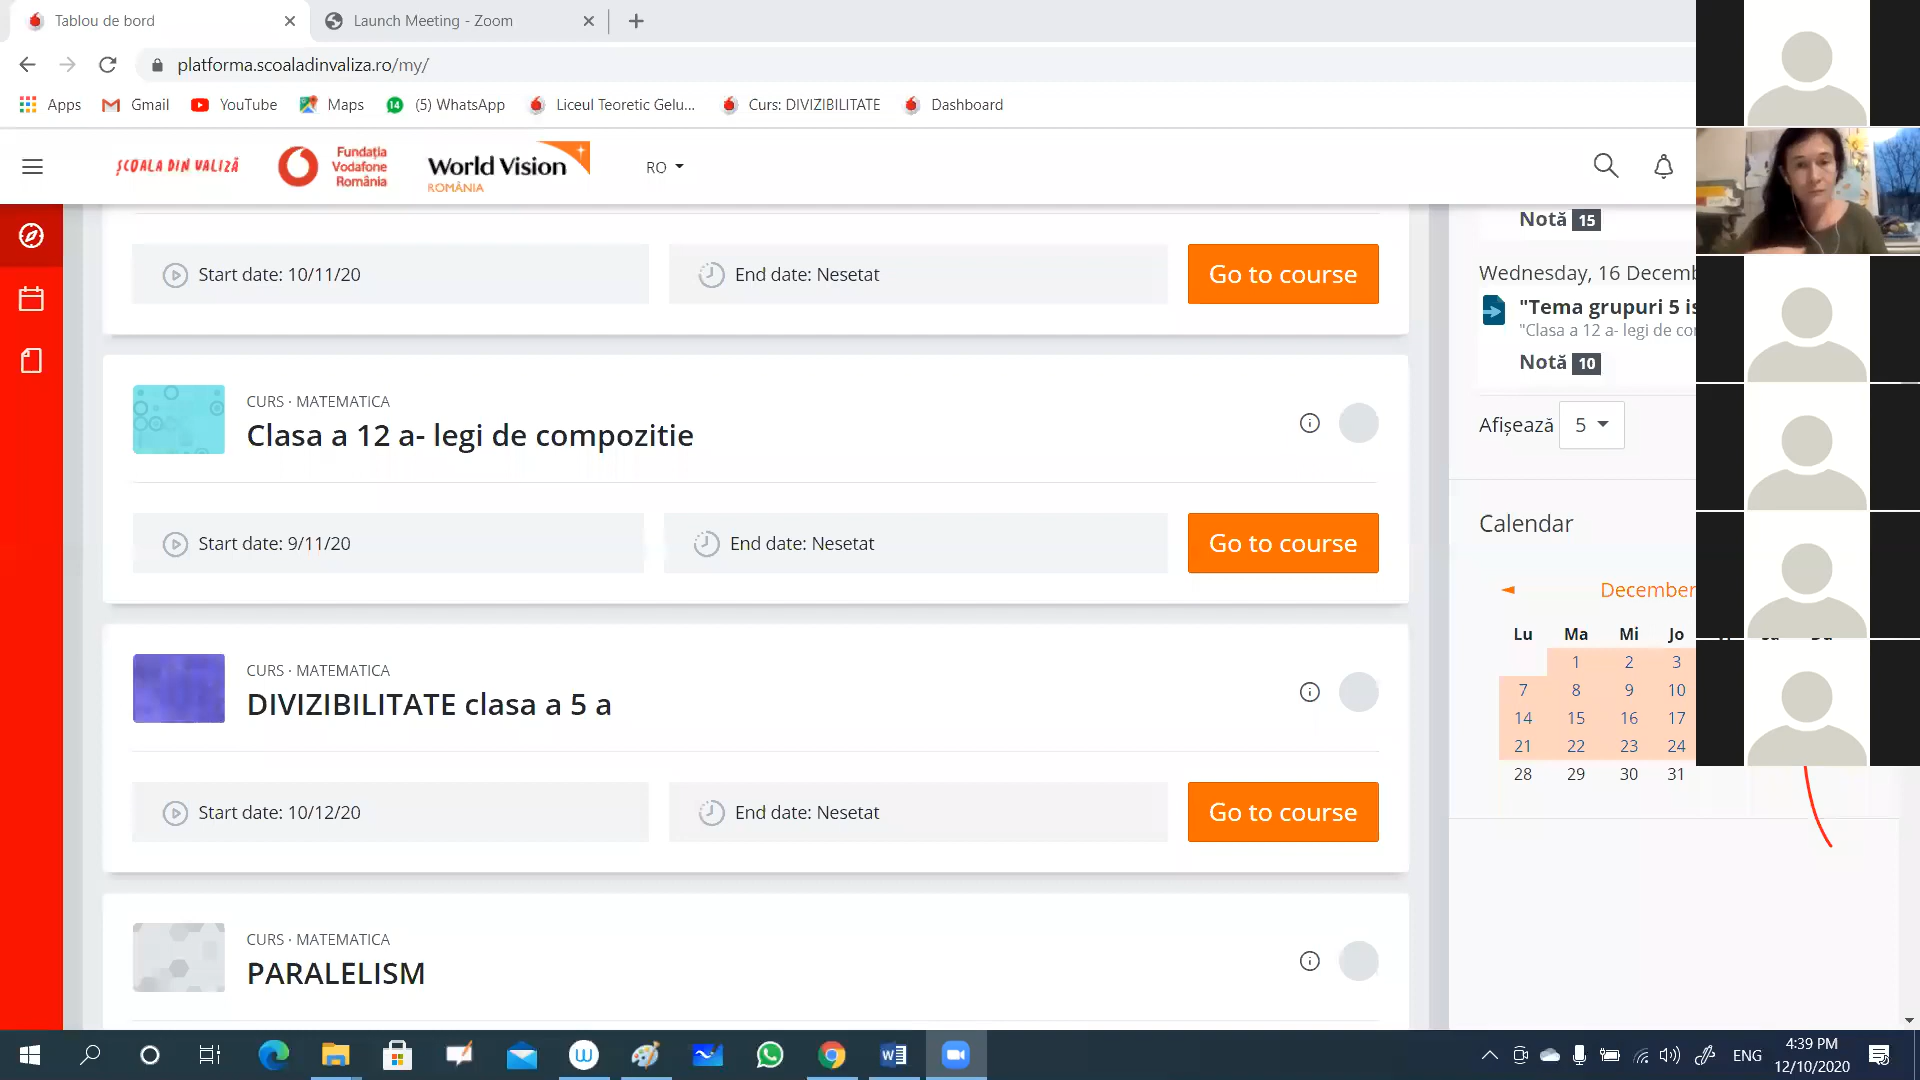 Tablou de bord
Launch Meeting - Zoom
platforma.scoaladinvaliza.ro/my/
Apps
Gmail
YouTube
Maps
14
(5) WhatsApp
Liceul Teoretic Gelu...
Curs: DIVIZIBILITATE
Dashboard
ȘCOALA DIN VALIZĂ
Fundația
Vodafone
România
World Vision
ROMÂNIA
RO
Notă 15
Start date: 10/11/20
End date: Nesetat
Go to course
Wednesday, 16 Decemb
"Tema grupuri 5 is
"Clasa a 12 a- legi de co
Notă 10
CURS · MATEMATICA
Clasa a 12 a- legi de compozitie
Afișează 5
Start date: 9/11/20
End date: Nesetat
Go to course
Calendar
December
Lu Ma Mi Jo
1 2 3
7 8 9 10
14 15 16 17
21 22 23 24
28 29 30 31
CURS · MATEMATICA
DIVIZIBILITATE clasa a 5 a
Start date: 10/12/20
End date: Nesetat
Go to course
CURS · MATEMATICA
PARALELISM
ENG
4:39 PM
12/10/2020